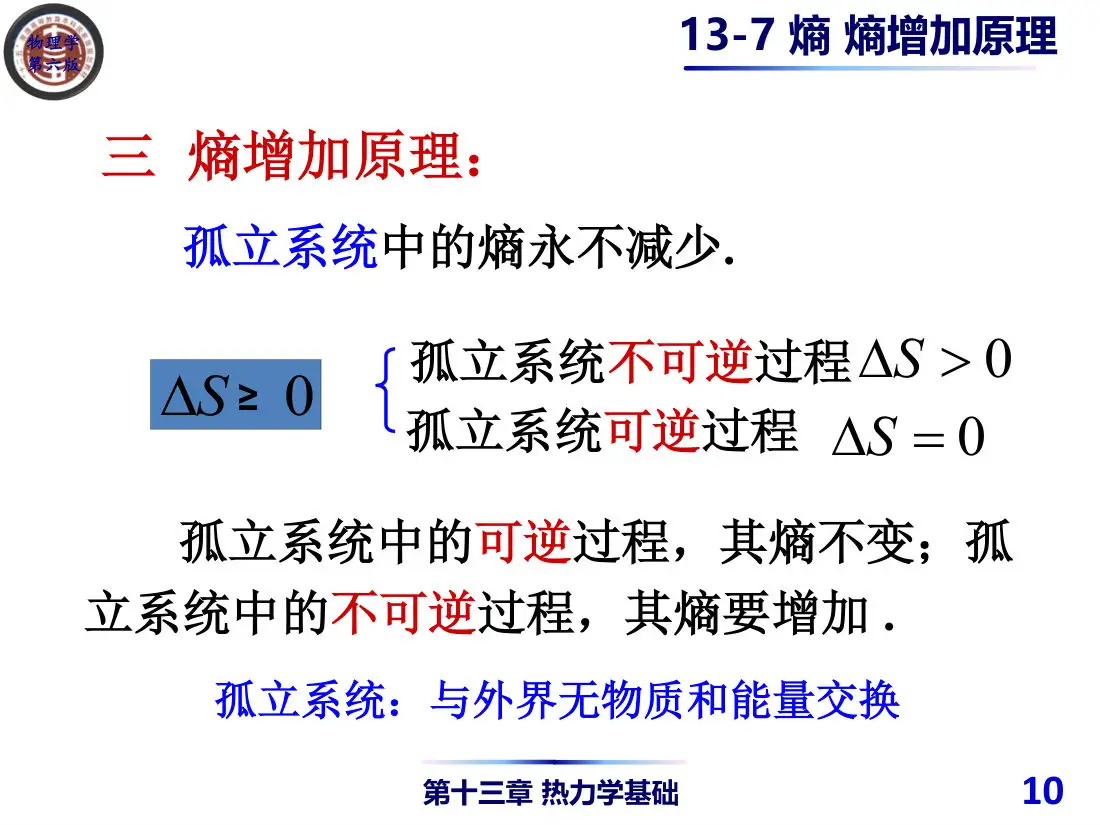 物理学
第六版
13-7 熵 熵增加原理
三 熵增加原理：
孤立系统中的熵永不减少.
ΔS ≥ 0
孤立系统不可逆过程 ΔS > 0
孤立系统可逆过程 ΔS = 0
孤立系统中的可逆过程，其熵不变；孤
立系统中的不可逆过程，其熵要增加 .
孤立系统：与外界无物质和能量交换
第十三章 热力学基础
10